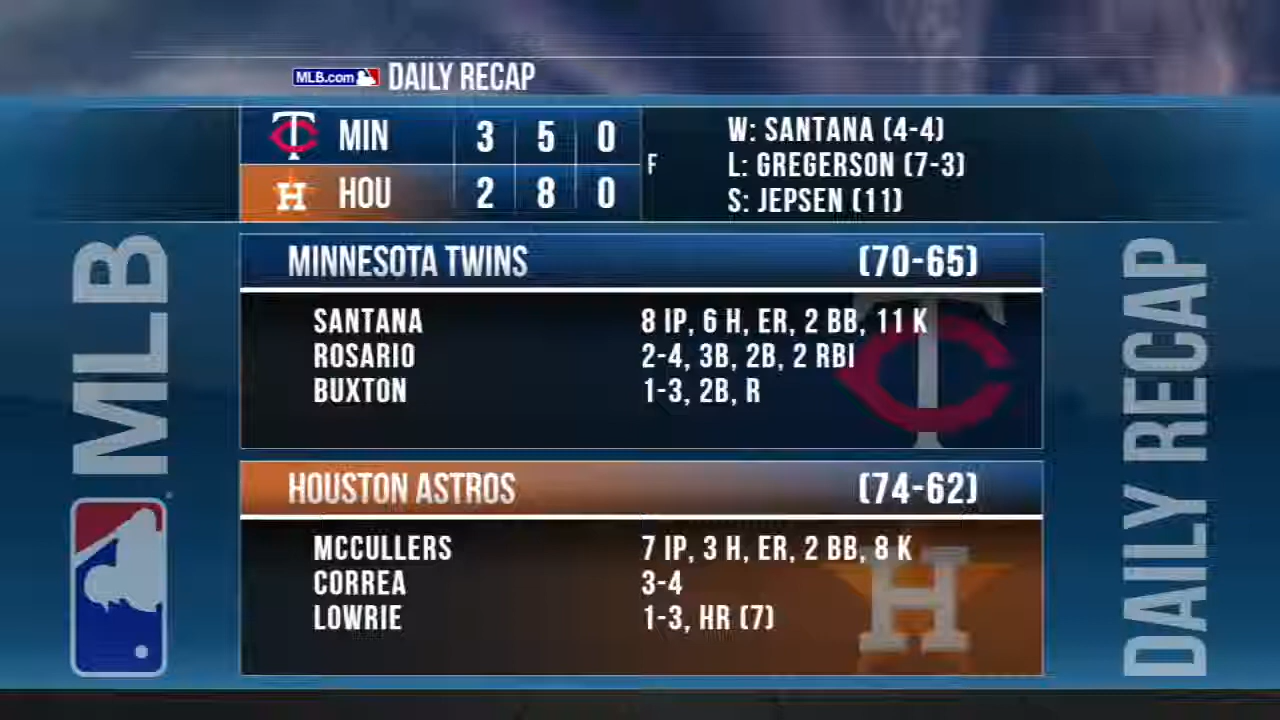 MLB.com DAILY RECAP
MIN 3 5 0
HOU 2 8 0
F
W: SANTANA (4-4)
L: GREGERSON (7-3)
S: JEPSEN (11)
MLB
MINNESOTA TWINS (70-65)
SANTANA 8 IP, 6 H, ER, 2 BB, 11 K
ROSARIO 2-4, 3B, 2B, 2 RBI
BUXTON 1-3, 2B, R
HOUSTON ASTROS (74-62)
MCCULLERS 7 IP, 3 H, ER, 2 BB, 8 K
CORREA 3-4
LOWRIE 1-3, HR (7)
DAILY RECAP